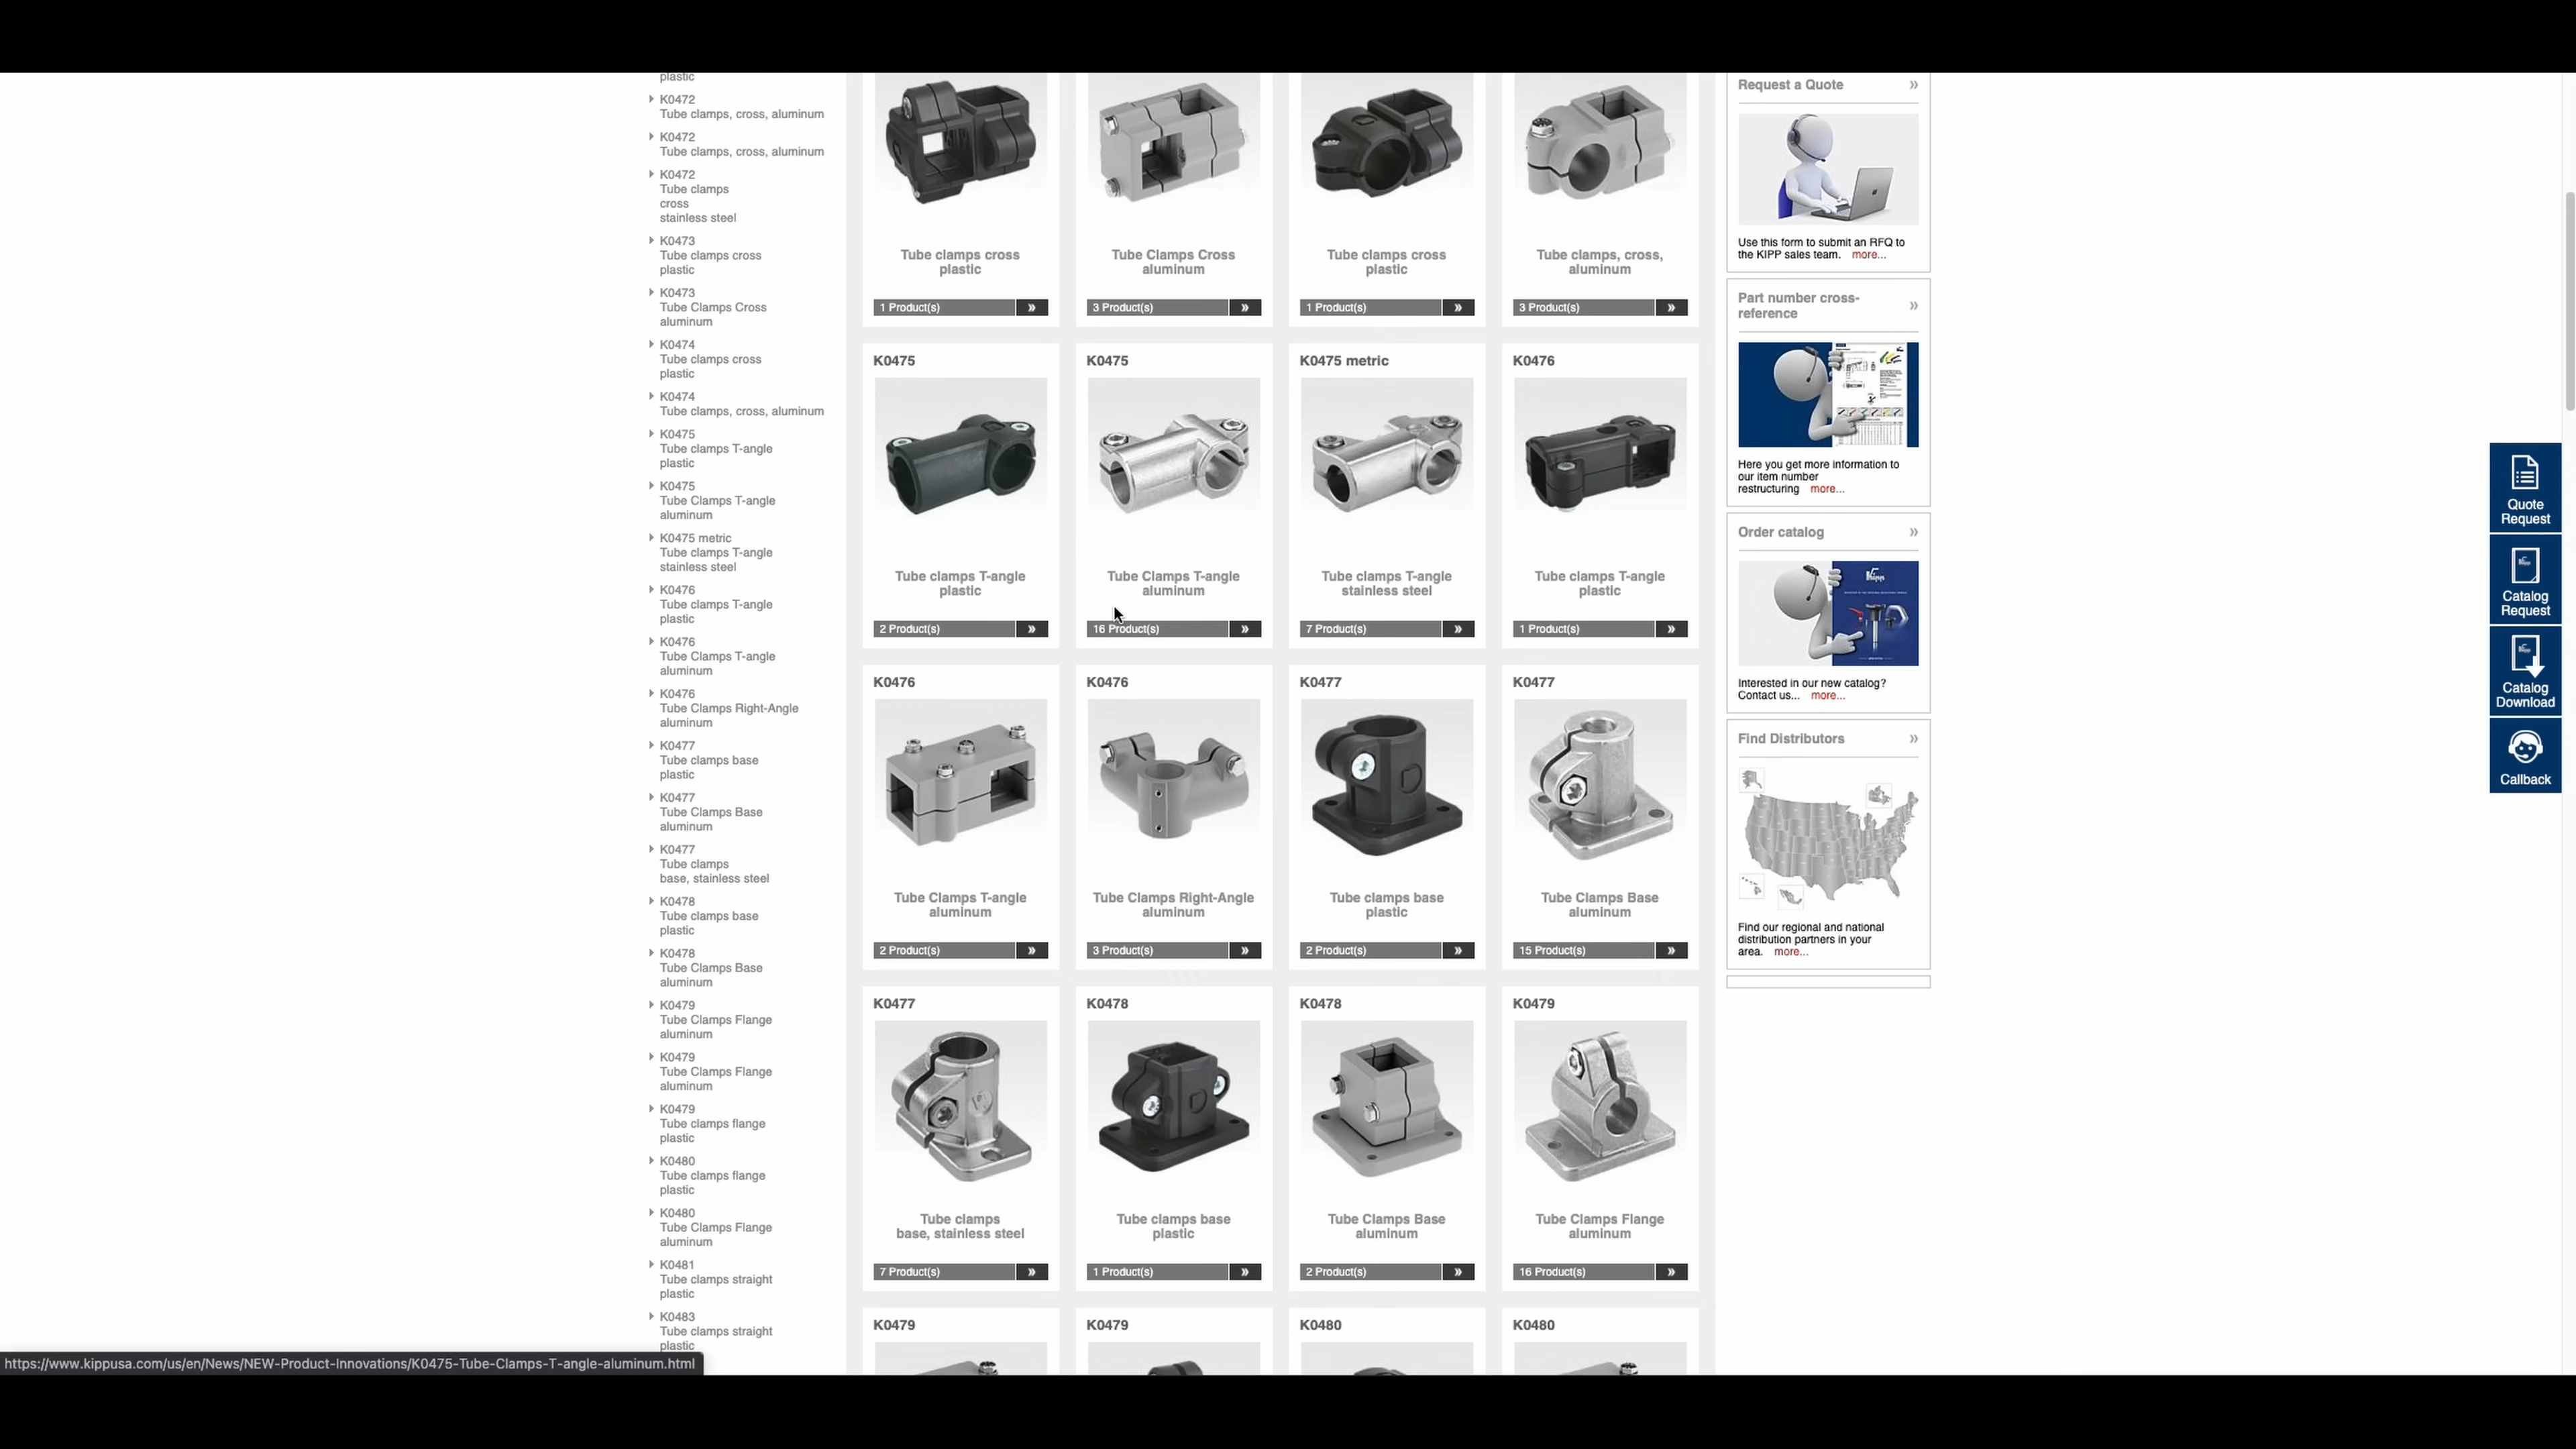 plastic
K0472
Tube clamps, cross, aluminum
K0472
Tube clamps, cross, aluminum
K0472
Tube clamps
cross
stainless steel
K0473
Tube clamps cross
plastic
K0473
Tube Clamps Cross
aluminum
K0474
Tube clamps cross
plastic
K0474
Tube clamps, cross, aluminum
K0475
Tube clamps T-angle
plastic
K0475
Tube Clamps T-angle
aluminum
K0475 metric
Tube clamps T-angle
stainless steel
K0476
Tube clamps T-angle
plastic
K0476
Tube Clamps T-angle
aluminum
K0476
Tube Clamps Right-Angle
aluminum
K0477
Tube clamps base
plastic
K0477
Tube Clamps Base
aluminum
K0477
Tube clamps
base, stainless steel
K0478
Tube clamps base
plastic
K0478
Tube Clamps Base
aluminum
K0479
Tube Clamps Flange
aluminum
K0479
Tube Clamps Flange
aluminum
K0479
Tube clamps flange
plastic
K0480
Tube clamps flange
plastic
K0480
Tube Clamps Flange
aluminum
K0481
Tube clamps straight
plastic
K0483
Tube clamps straight
plastic
Tube clamps cross
plastic
1 Product(s) »
Tube Clamps Cross
aluminum
3 Product(s) »
Tube clamps cross
plastic
1 Product(s) »
Tube clamps, cross,
aluminum
3 Product(s) »
K0475
Tube clamps T-angle
plastic
2 Product(s) »
K0475
Tube Clamps T-angle
aluminum
16 Product(s) »
K0475 metric
Tube clamps T-angle
stainless steel
7 Product(s) »
K0476
Tube clamps T-angle
plastic
1 Product(s) »
K0476
Tube Clamps T-angle
aluminum
2 Product(s) »
K0476
Tube Clamps Right-Angle
aluminum
3 Product(s) »
K0477
Tube clamps base
plastic
2 Product(s) »
K0477
Tube Clamps Base
aluminum
15 Product(s) »
K0477
Tube clamps
base, stainless steel
7 Product(s) »
K0478
Tube clamps base
plastic
1 Product(s) »
K0478
Tube Clamps Base
aluminum
2 Product(s) »
K0479
Tube Clamps Flange
aluminum
16 Product(s) »
K0479
K0479
K0480
K0480
Request a Quote »
Use this form to submit an RFQ to
the KIPP sales team. more...
Part number cross-
reference »
Here you get more information to
our item number
restructuring more...
Order catalog »
Interested in our new catalog?
Contact us... more...
Find Distributors »
Find our regional and national
distribution partners in your
area. more...
Quote
Request
Catalog
Request
Catalog
Download
Callback
https://www.kippusa.com/us/en/News/NEW-Product-Innovations/K0475-Tube-Clamps-T-angle-aluminum.html